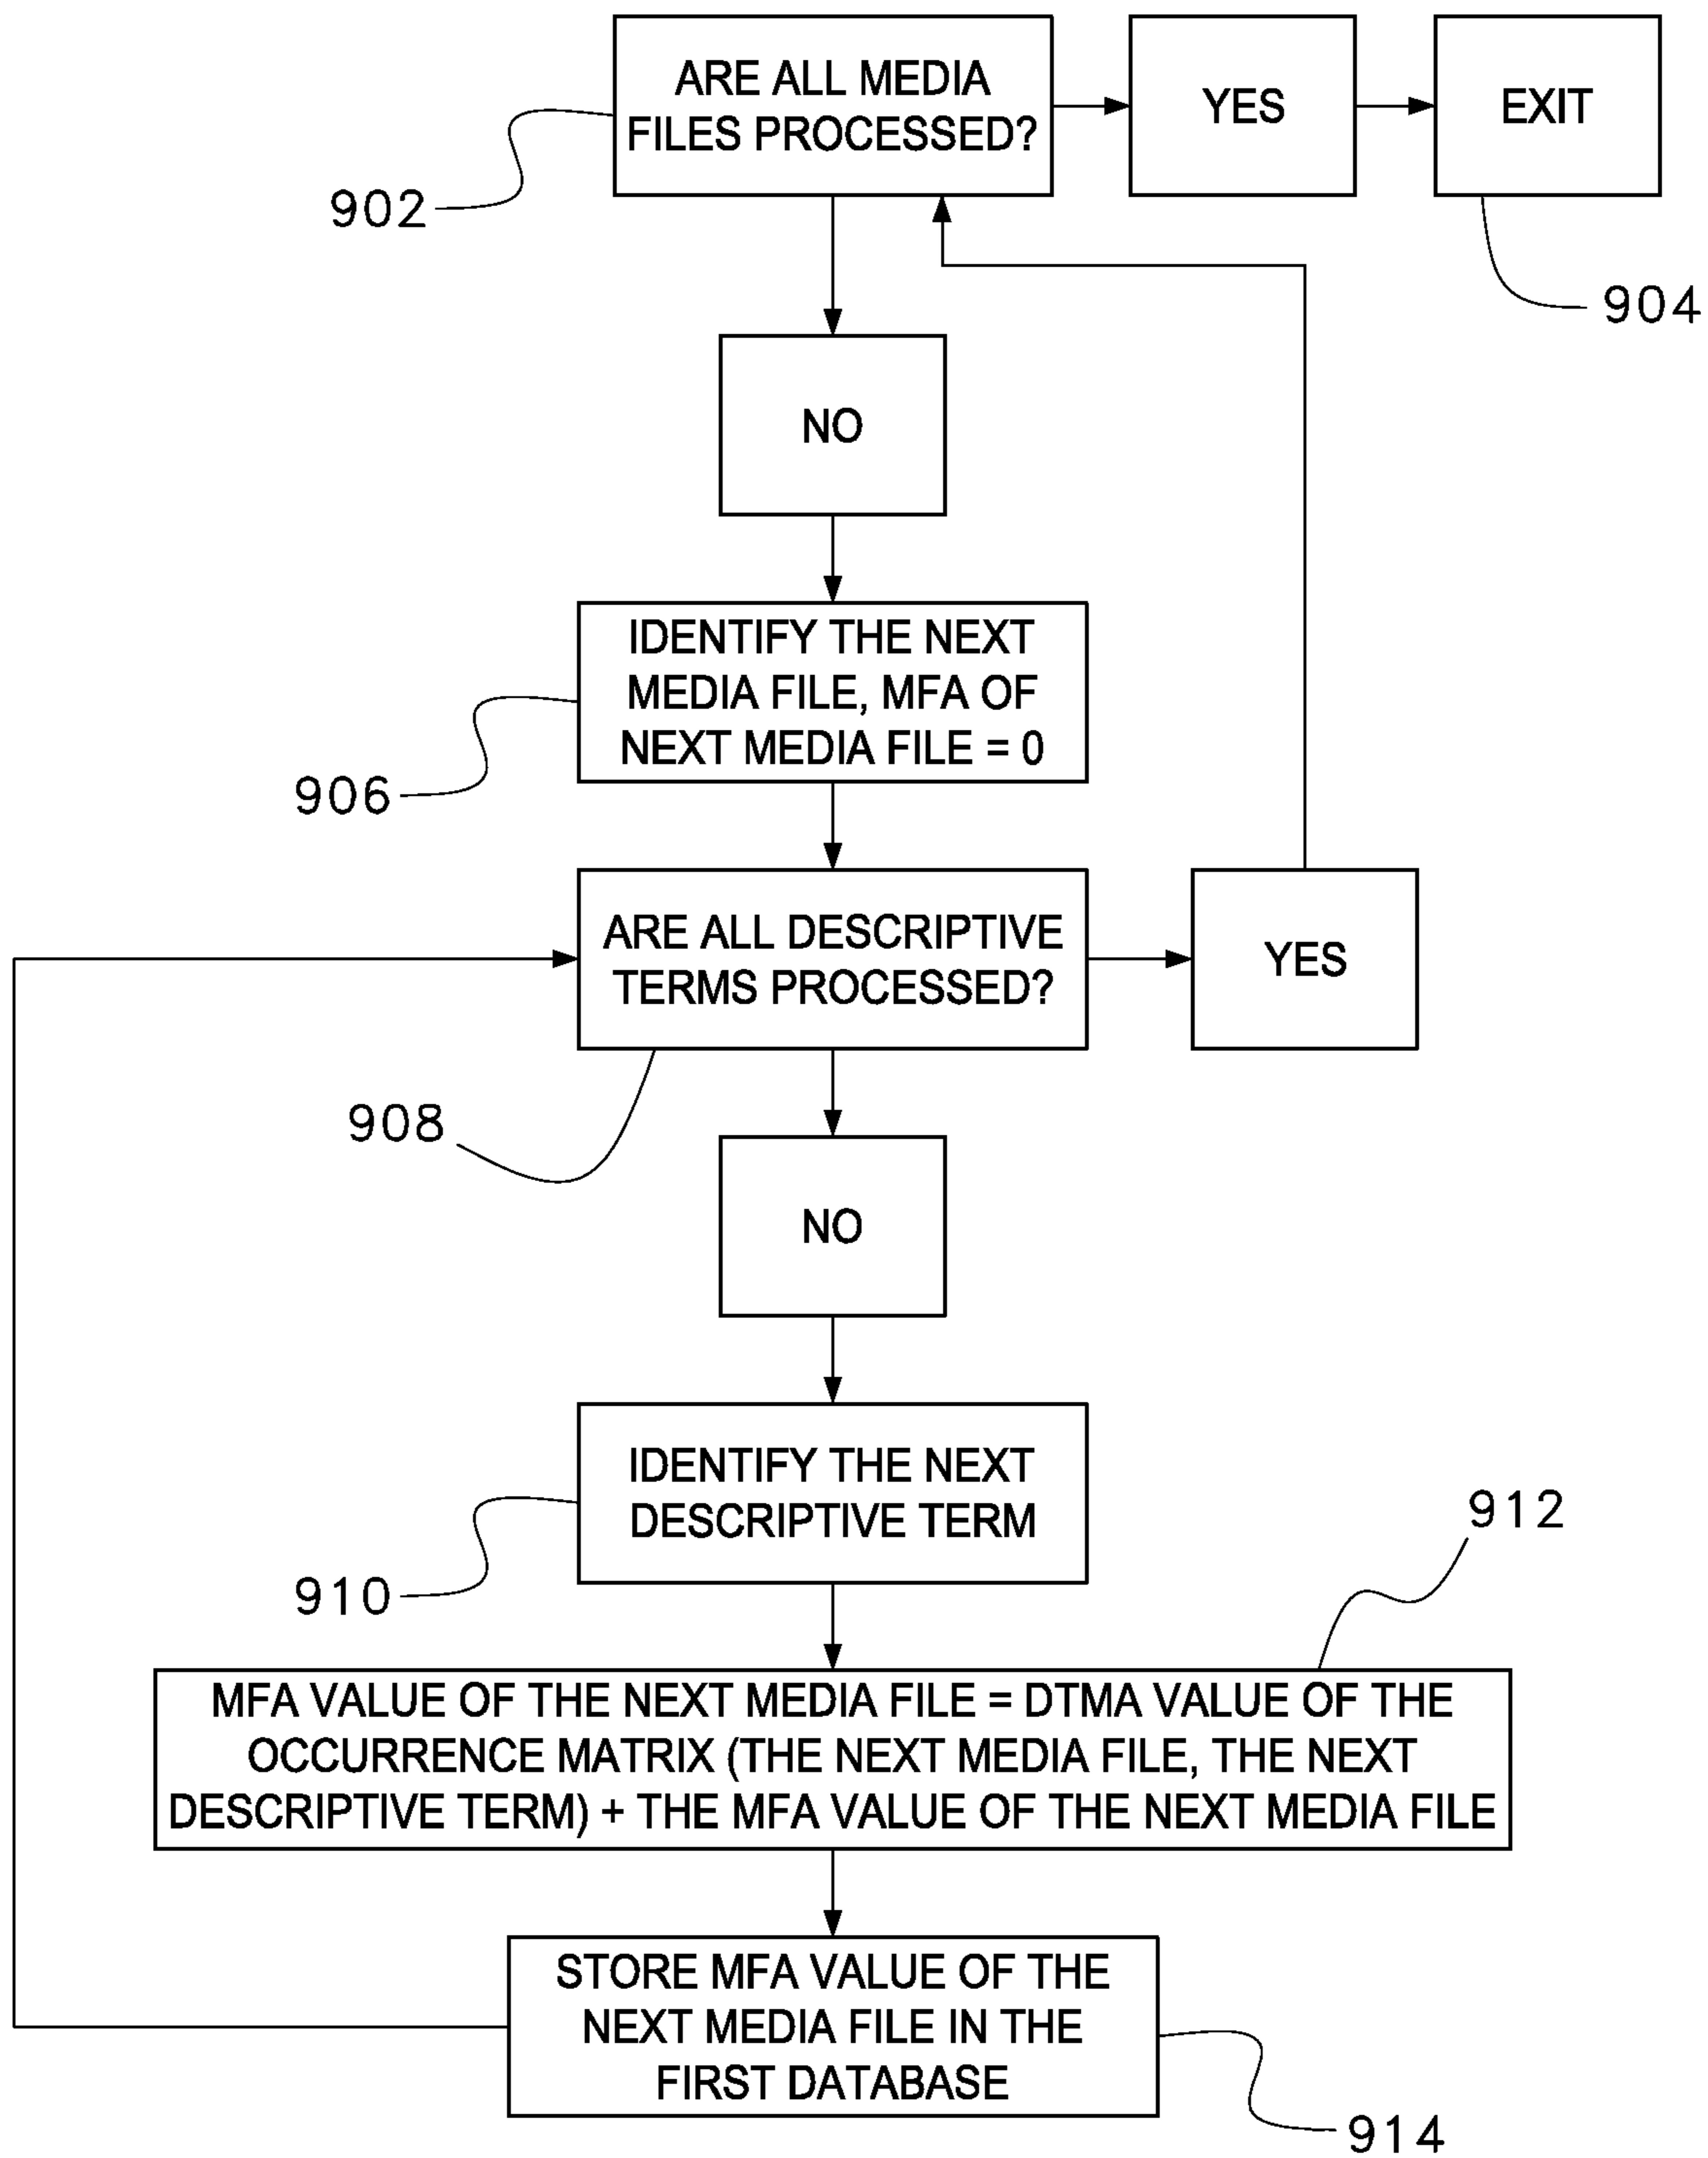 ARE ALL MEDIA
FILES PROCESSED?
YES
EXIT
902
904
NO
IDENTIFY THE NEXT
MEDIA FILE, MFA OF
NEXT MEDIA FILE = 0
906
ARE ALL DESCRIPTIVE
TERMS PROCESSED?
YES
908
NO
IDENTIFY THE NEXT
DESCRIPTIVE TERM
910
912
MFA VALUE OF THE NEXT MEDIA FILE = DTMA VALUE OF THE
OCCURRENCE MATRIX (THE NEXT MEDIA FILE, THE NEXT
DESCRIPTIVE TERM) + THE MFA VALUE OF THE NEXT MEDIA FILE
STORE MFA VALUE OF THE
NEXT MEDIA FILE IN THE
FIRST DATABASE
914